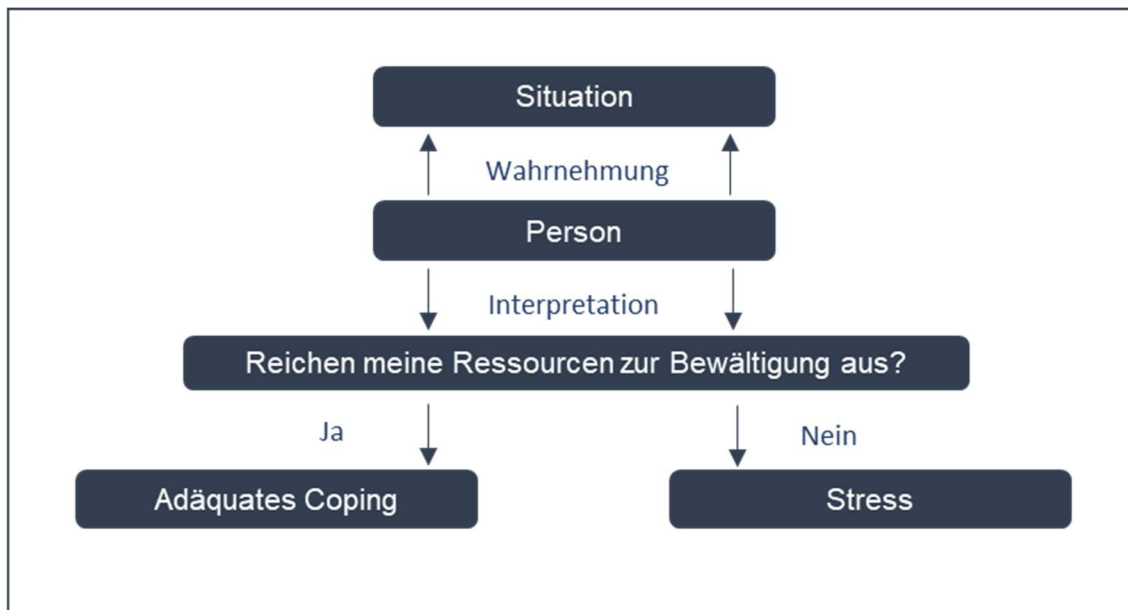 Situation
Wahrnehmung
Person
Interpretation
Reichen meine Ressourcen zur Bewältigung aus?
Ja
Nein
Adäquates Coping
Stress